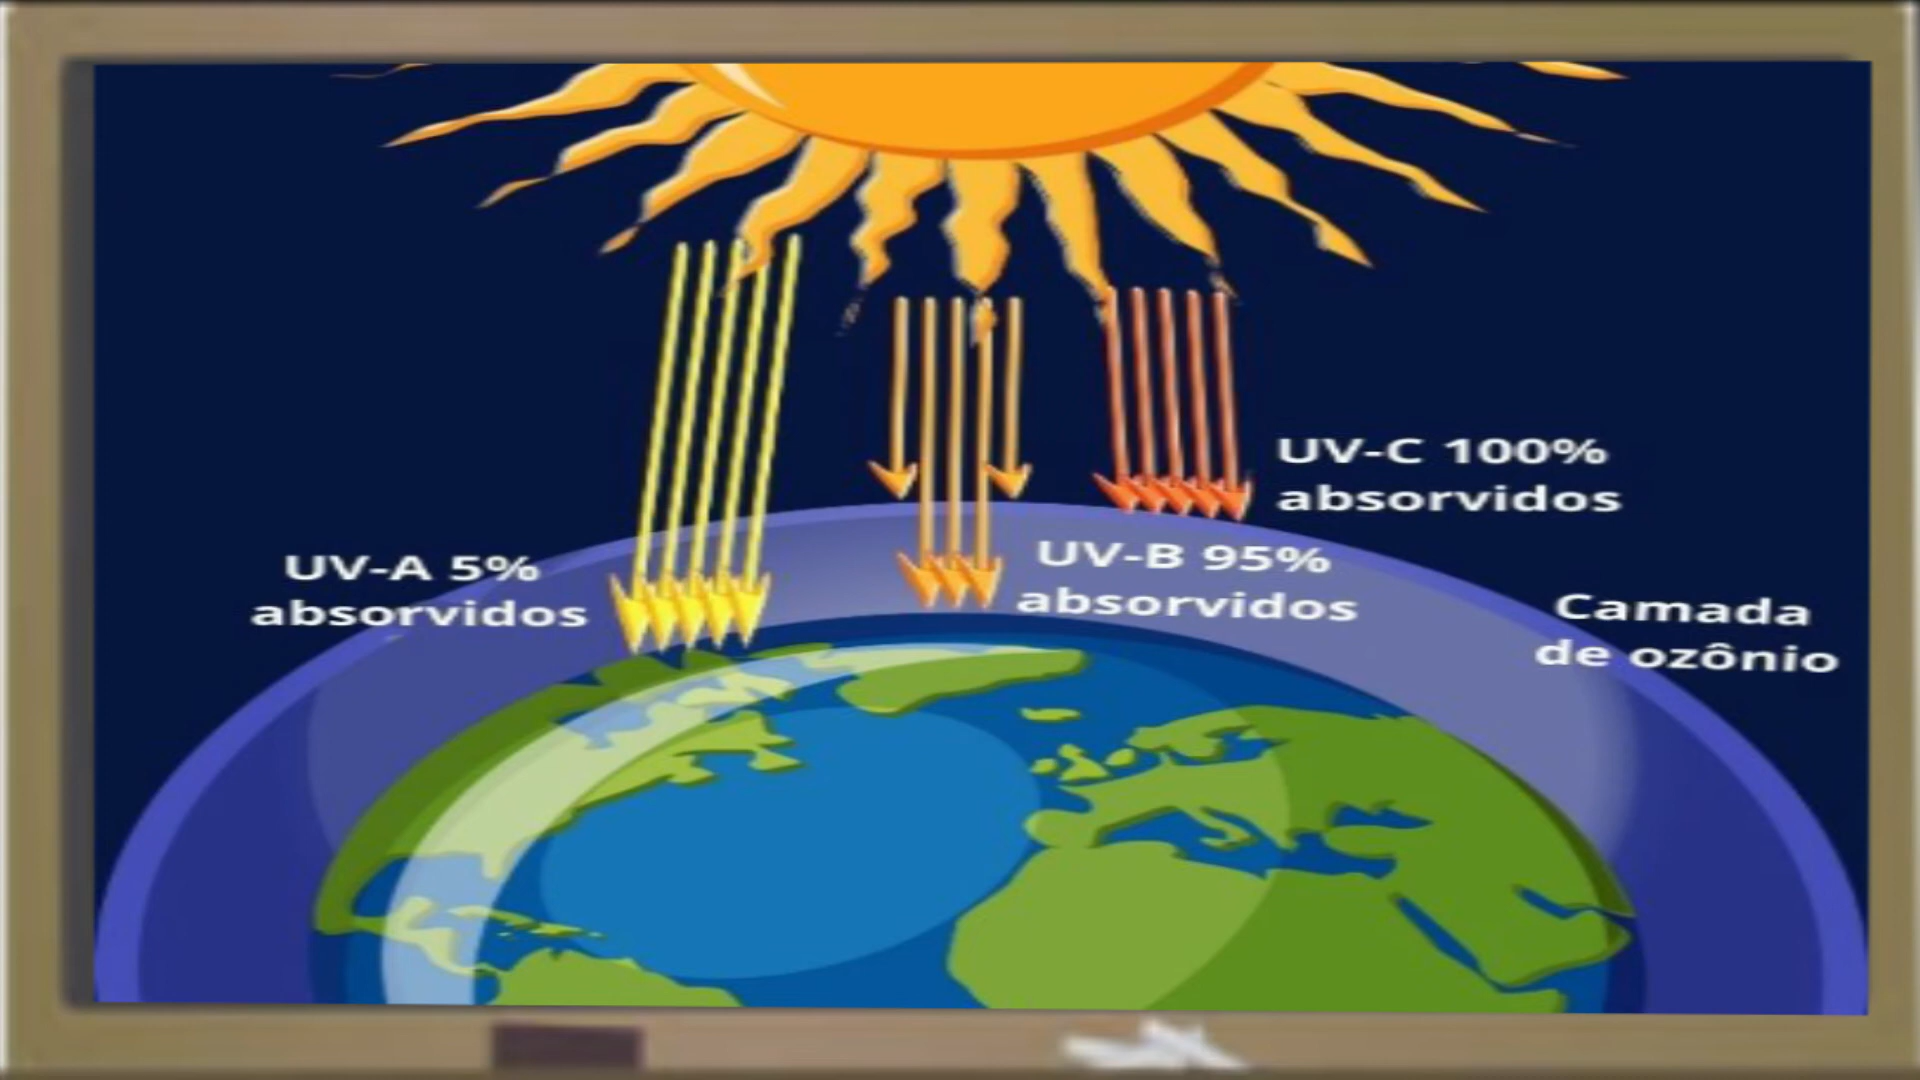 UV-C 100%
absorvidos
UV-A 5%
absorvidos
UV-B 95%
absorvidos
Camada
de ozônio